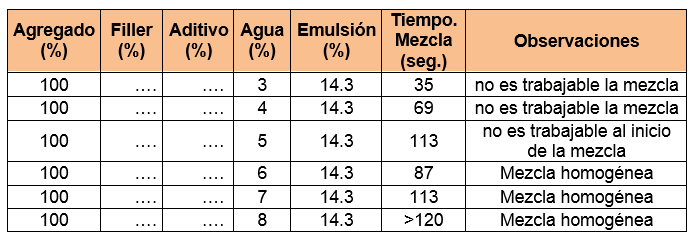 Agregado (%) Filler (%) Aditivo (%) Agua (%) Emulsión (%) Tiempo. Mezcla (seg.) Observaciones
100 .... .... 3 14.3 35 no es trabajable la mezcla
100 .... .... 4 14.3 69 no es trabajable la mezcla
100 .... .... 5 14.3 113 no es trabajable al inicio de la mezcla
100 .... .... 6 14.3 87 Mezcla homogénea
100 .... .... 7 14.3 113 Mezcla homogénea
100 .... .... 8 14.3 >120 Mezcla homogénea